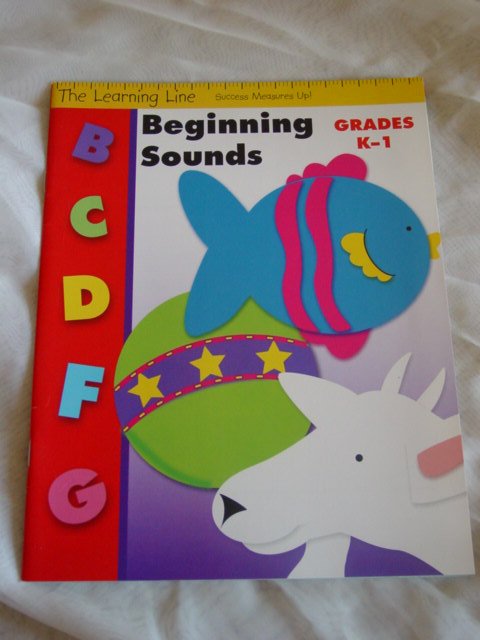 The Learning Line Success Measures Up!
Beginning
Sounds
GRADES
K-1
B
C
D
F
G